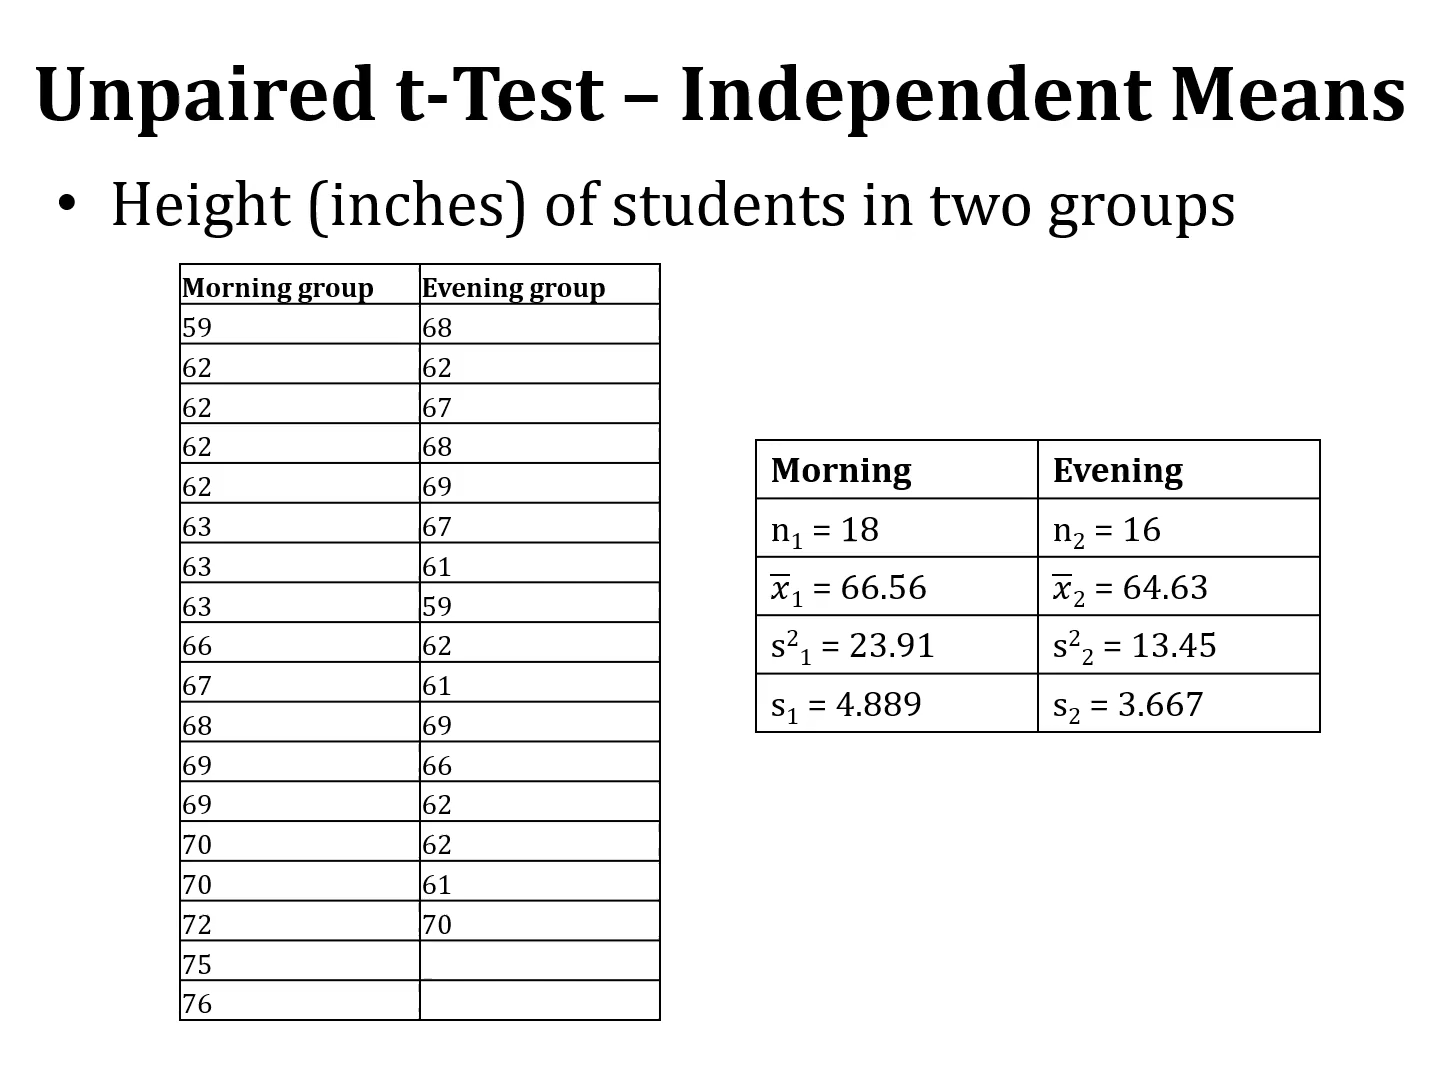 Unpaired t-Test – Independent Means
• Height (inches) of students in two groups
Morning group Evening group
59 68
62 62
62 67
62 68
62 69
63 67
63 61
63 59
66 62
67 61
68 69
69 66
69 62
70 62
70 61
72 70
75
76
Morning Evening
n₁ = 18 n₂ = 16
x̅₁ = 66.56 x̅₂ = 64.63
s²₁ = 23.91 s²₂ = 13.45
s₁ = 4.889 s₂ = 3.667